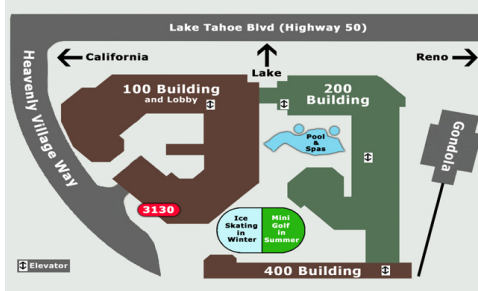 Lake Tahoe Blvd (Highway 50)
California
Lake
Reno
Heavenly Village Way
100 Building
and Lobby
200
Building
Pool
&
Spas
Gondola
3130
Ice
Skating
in
Winter
Mini
Golf
in
Summer
Elevator
400 Building